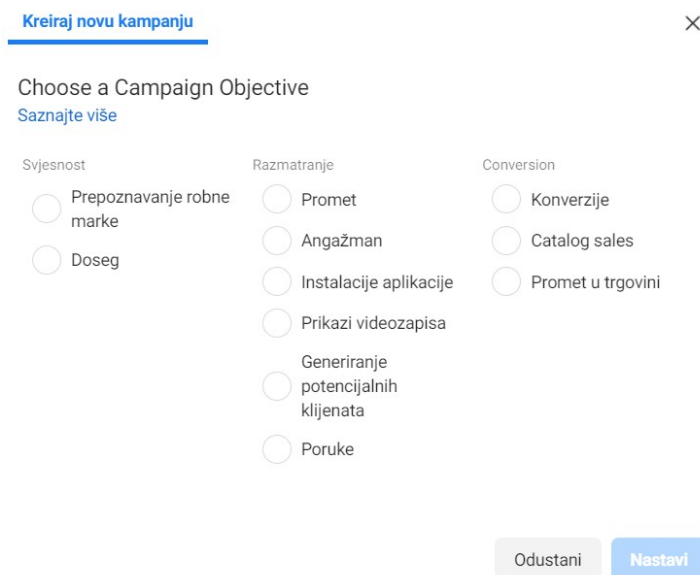 Kreiraj novu kampanju
Choose a Campaign Objective
Saznajte više
Svjesnost
Prepoznavanje robne
marke
Doseg
Razmatranje
Promet
Angažman
Instalacije aplikacije
Prikazi videozapisa
Generiranje
potencijalnih
klijenata
Poruke
Conversion
Konverzije
Catalog sales
Promet u trgovini
Odustani
Nastavi